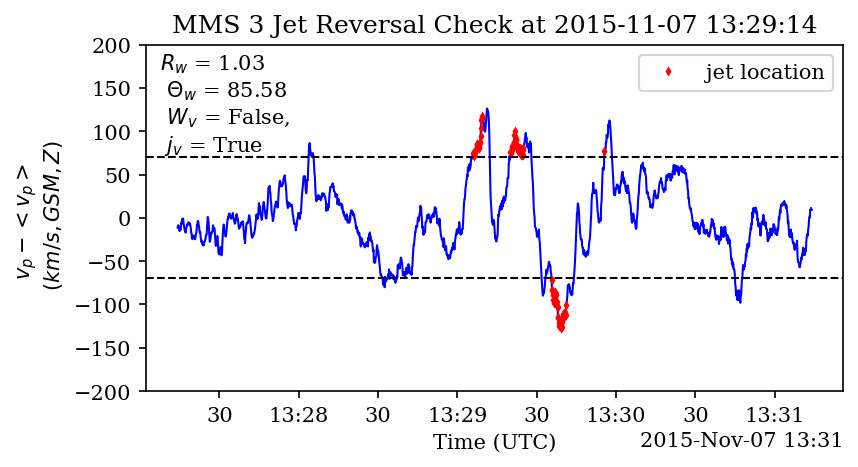 MMS 3 Jet Reversal Check at 2015-11-07 13:29:14
R_w = 1.03
Θ_w = 85.58
W_v = False,
j_v = True
jet location
v_p − < v_p >
(km/s, GSM, Z)
200
150
100
50
0
−50
−100
−150
−200
30 13:28 30 13:29 30 13:30 30 13:31
Time (UTC)
2015-Nov-07 13:31